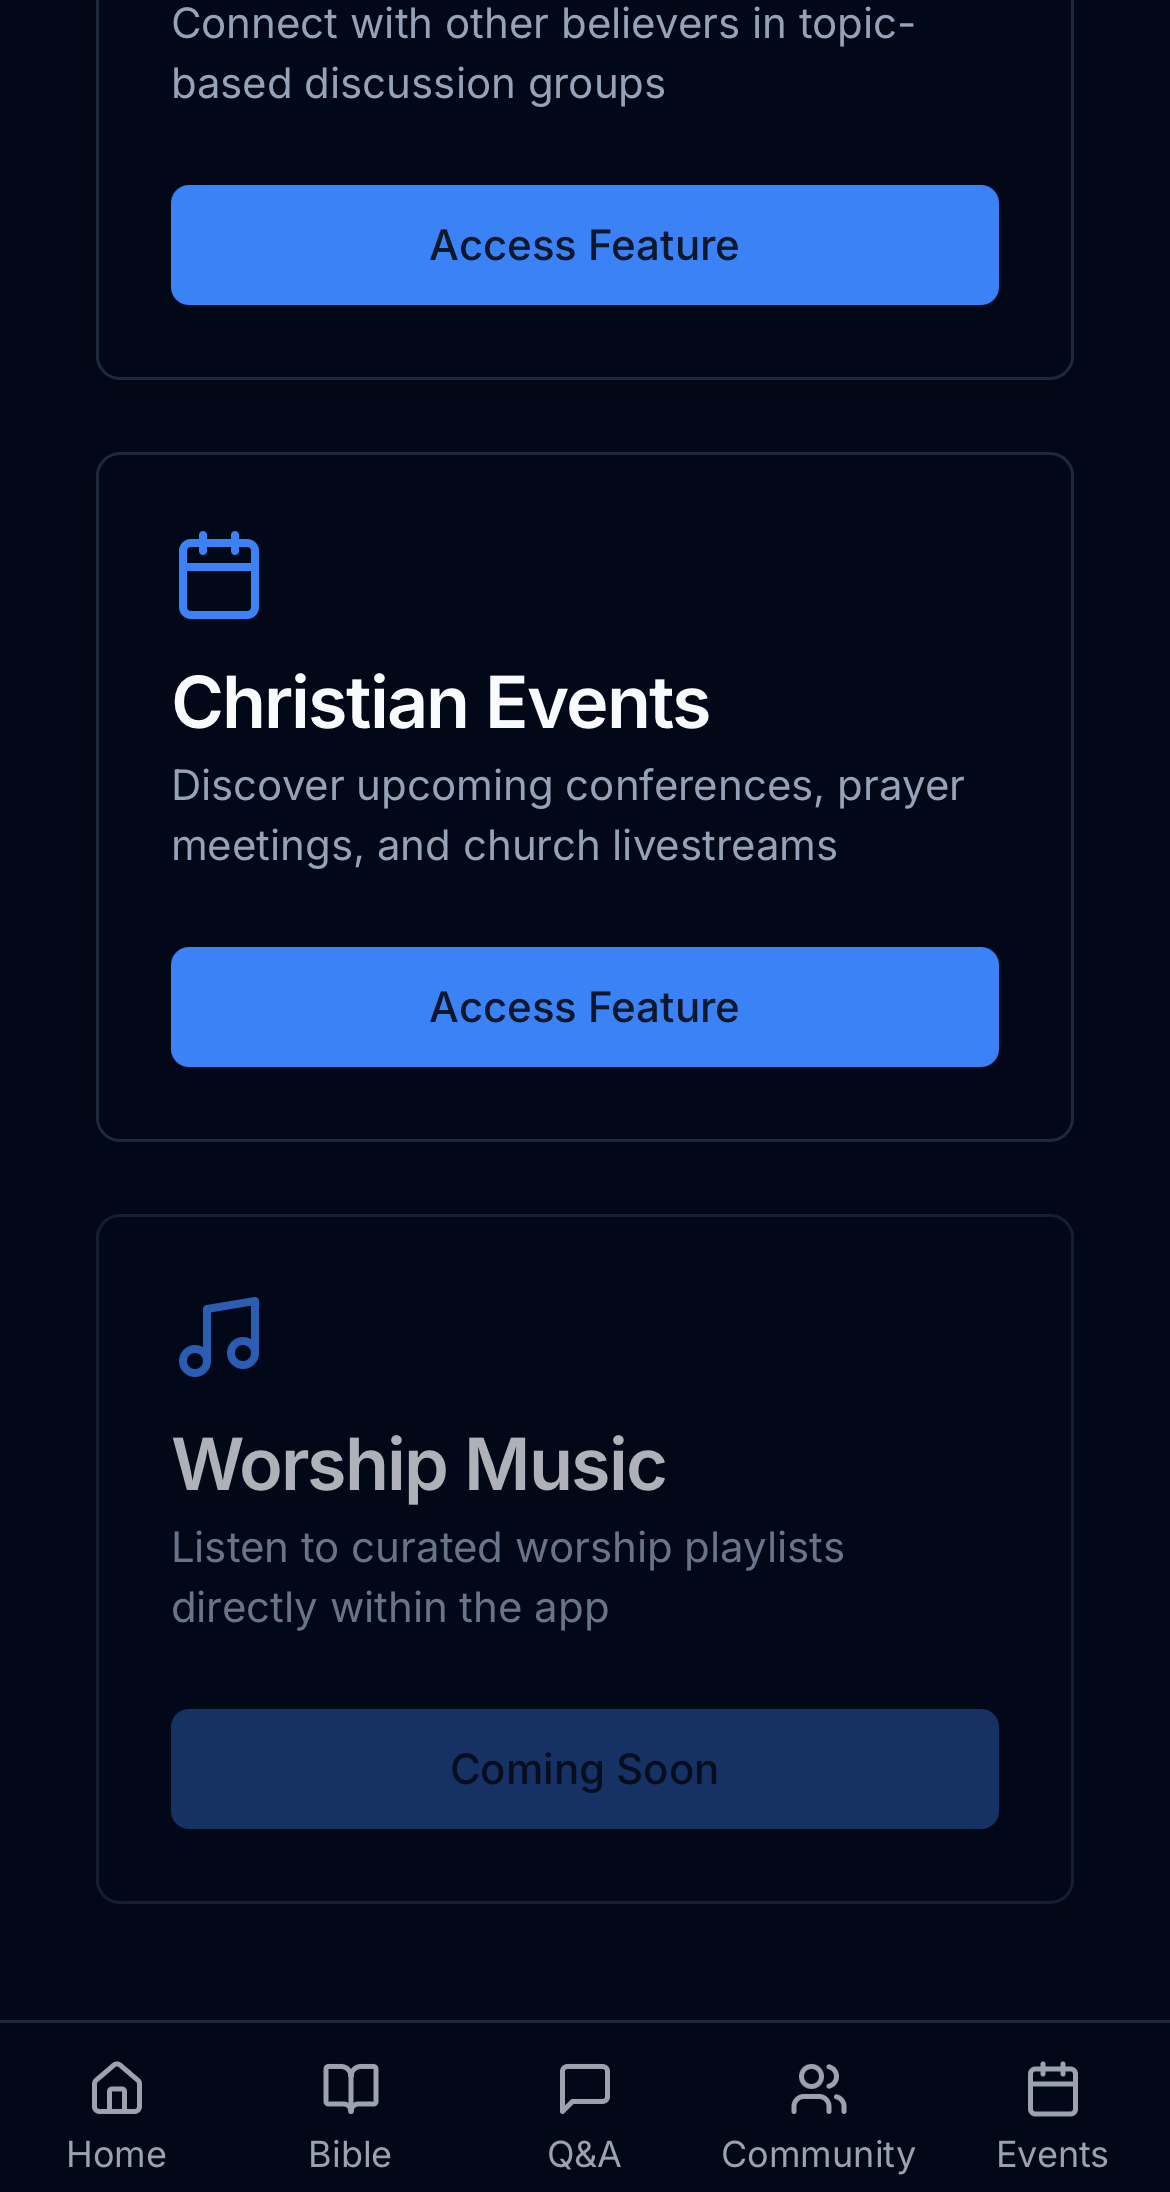 Connect with other believers in topic-
based discussion groups
Access Feature
Christian Events
Discover upcoming conferences, prayer
meetings, and church livestreams
Access Feature
Worship Music
Listen to curated worship playlists
directly within the app
Coming Soon
Home
Bible
Q&A
Community
Events